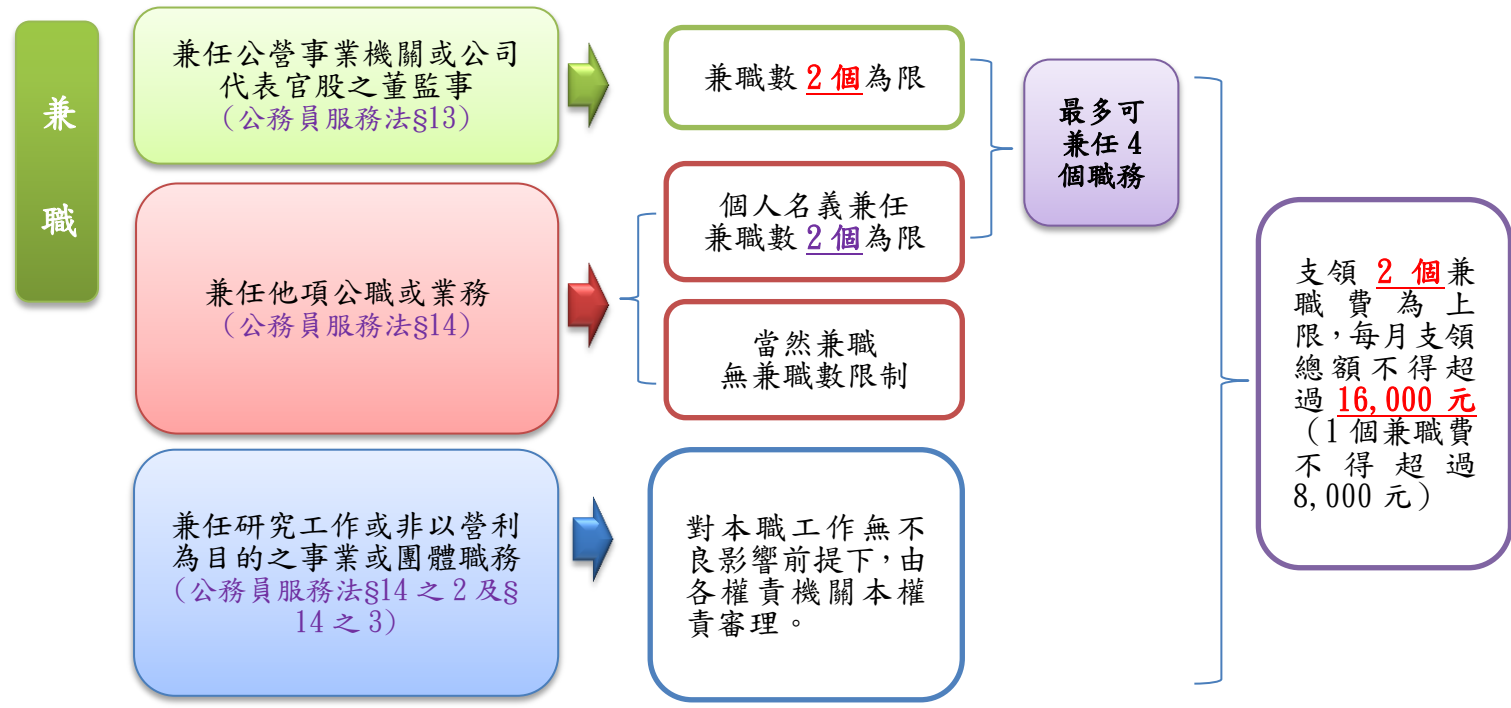 兼
職
兼任公營事業機關或公司
代表官股之董監事
(公務員服務法§13)
兼職數 2 個為限
兼任他項公職或業務
(公務員服務法§14)
個人名義兼任
兼職數 2 個為限
當然兼職
無兼職數限制
最多可
兼任 4
個職務
兼任研究工作或非以營利
為目的之事業或團體職務
(公務員服務法§14 之 2 及§
14 之 3)
對本職工作無不
良影響前提下,由
各權責機關本權
責審理。
支領 2 個兼
職費為上
限,每月支領
總額不得超
過 16,000 元
(1 個兼職費
不得超過
8,000 元)